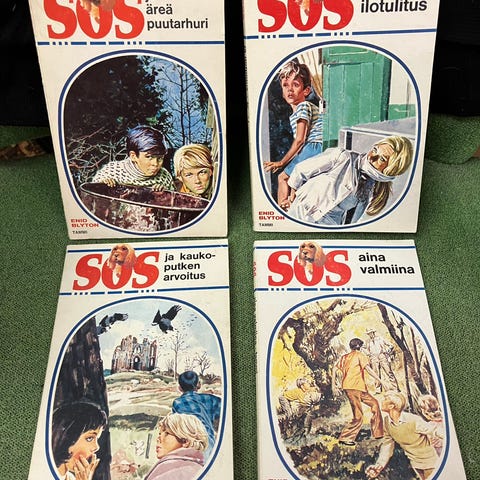 SOS
äreä
puutarhuri
ENID
BLYTON
TAMMI
SOS
ilotulitus
ENID
BLYTON
TAMMI
SOS
ja kauko-
putken
arvoitus
SOS
aina
valmiina
ENID